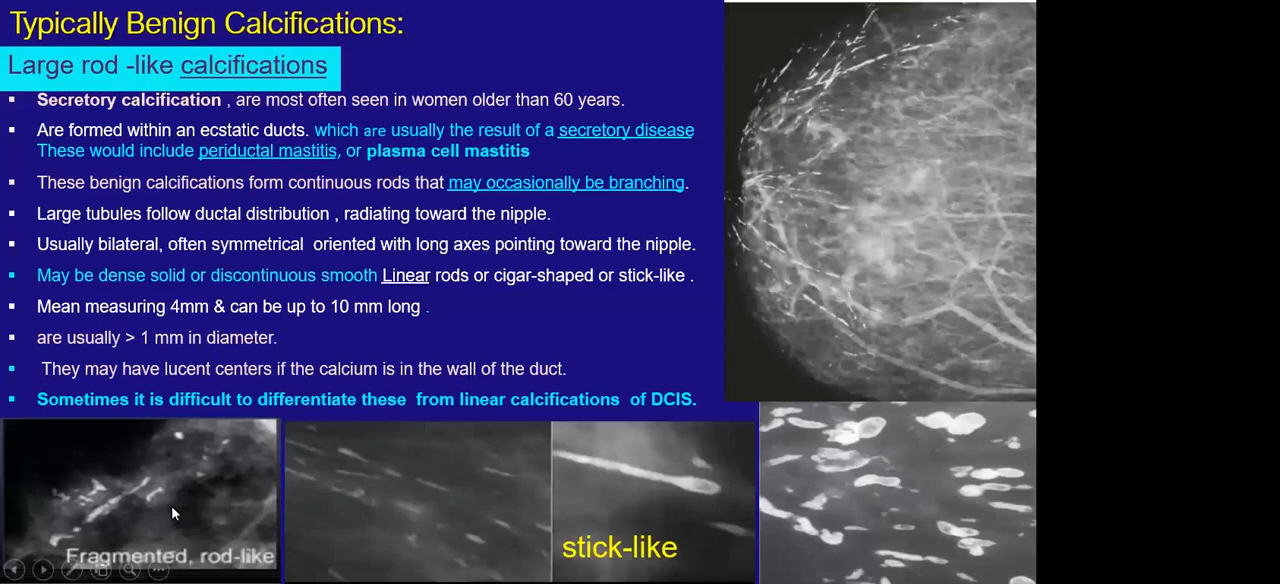 Typically Benign Calcifications:
Large rod -like calcifications
▪ Secretory calcification , are most often seen in women older than 60 years.
▪ Are formed within an ecstatic ducts. which are usually the result of a secretory disease
These would include periductal mastitis, or plasma cell mastitis
▪ These benign calcifications form continuous rods that may occasionally be branching.
▪ Large tubules follow ductal distribution , radiating toward the nipple.
▪ Usually bilateral, often symmetrical oriented with long axes pointing toward the nipple.
▪ May be dense solid or discontinuous smooth Linear rods or cigar-shaped or stick-like .
▪ Mean measuring 4mm & can be up to 10 mm long .
▪ are usually > 1 mm in diameter.
▪ They may have lucent centers if the calcium is in the wall of the duct.
▪ Sometimes it is difficult to differentiate these from linear calcifications of DCIS.
Fragmented, rod-like
stick-like